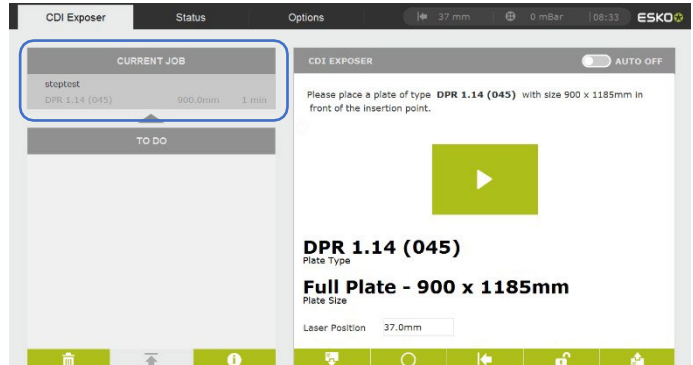 CDI Exposer Status Options 37 mm 0 mBar 08:33 ESKO
CURRENT JOB
steptest
DPR 1.14 (045) 900.0mm 1 min
TO DO
CDI EXPOSER AUTO OFF
Please place a plate of type DPR 1.14 (045) with size 900 x 1185mm in
front of the insertion point.
DPR 1.14 (045)
Plate Type
Full Plate - 900 x 1185mm
Plate Size
Laser Position 37.0mm